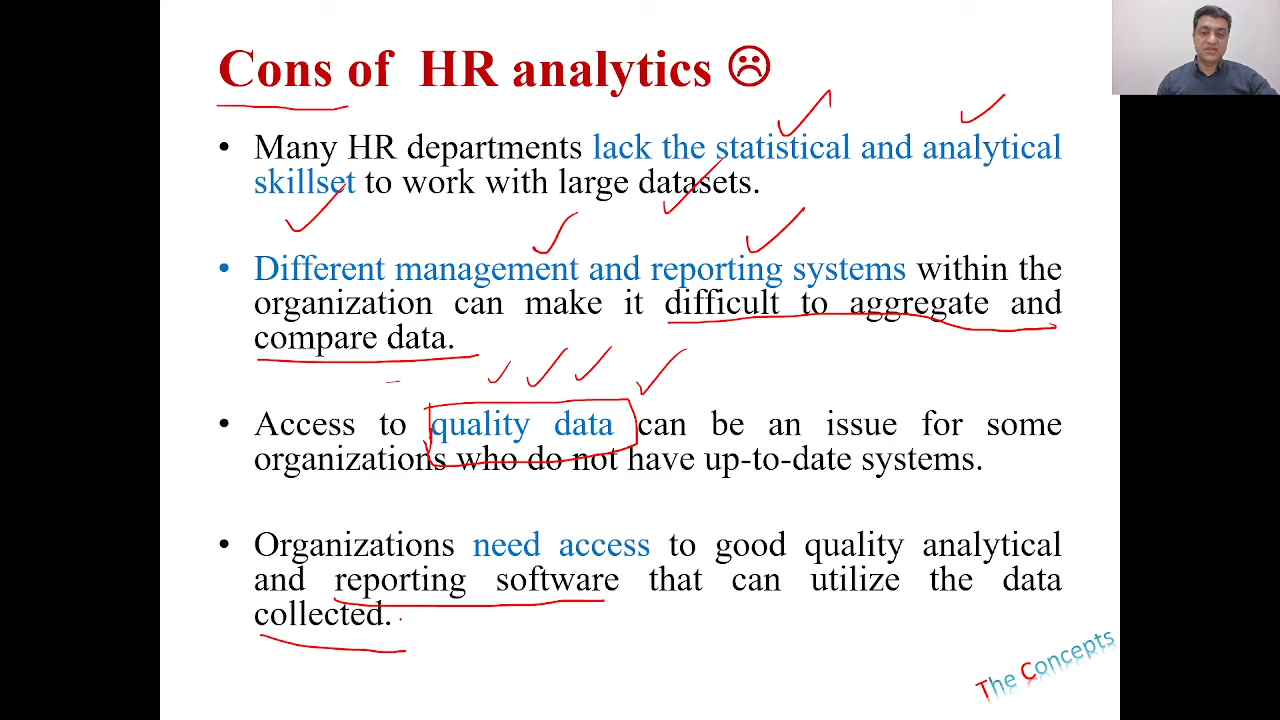 Cons of HR analytics ☹
• Many HR departments lack the statistical and analytical
skillset to work with large datasets.
• Different management and reporting systems within the
organization can make it difficult to aggregate and
compare data.
• Access to quality data can be an issue for some
organizations who do not have up-to-date systems.
• Organizations need access to good quality analytical
and reporting software that can utilize the data
collected.
The Concepts